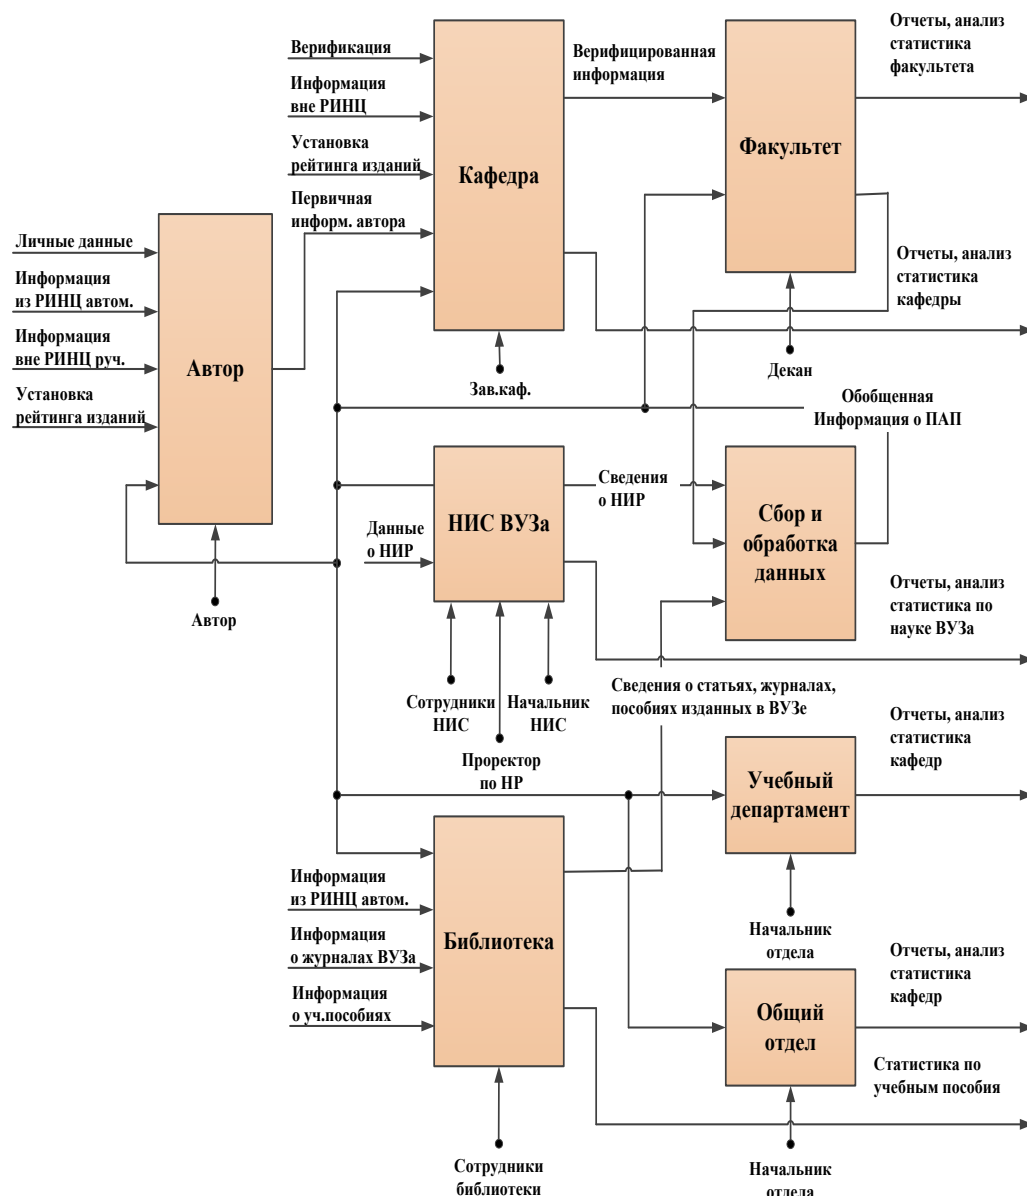 Отчеты, анализ
статистика
факультета
Верификация
Верифицированная
информация
Информация
вне РИНЦ
Установка
рейтинга изданий
Кафедра
Факультет
Первичная
информ. автора
Личные данные
Информация
из РИНЦ автом.
Информация
вне РИНЦ руч.
Установка
рейтинга изданий
Автор
Автор
Отчеты, анализ
статистика
кафедры
Зав.каф.
Декан
Обобщенная
Информация о ПАП
Сведения
о НИР
Данные
о НИР
НИС ВУЗа
Сбор и
обработка
данных
Отчеты, анализ
статистика по
науке ВУЗа
Сотрудники
НИС
Начальник
НИС
Проректор
по НР
Сведения о статьях, журналах,
пособиях изданных в ВУЗе
Отчеты, анализ
статистика
кафедр
Учебный
департамент
Начальник
отдела
Информация
из РИНЦ автом.
Информация
о журналах ВУЗа
Информация
о уч.пособиях
Библиотека
Отчеты, анализ
статистика
кафедр
Общий
отдел
Статистика по
учебным пособия
Сотрудники
библиотеки
Начальник
отдела